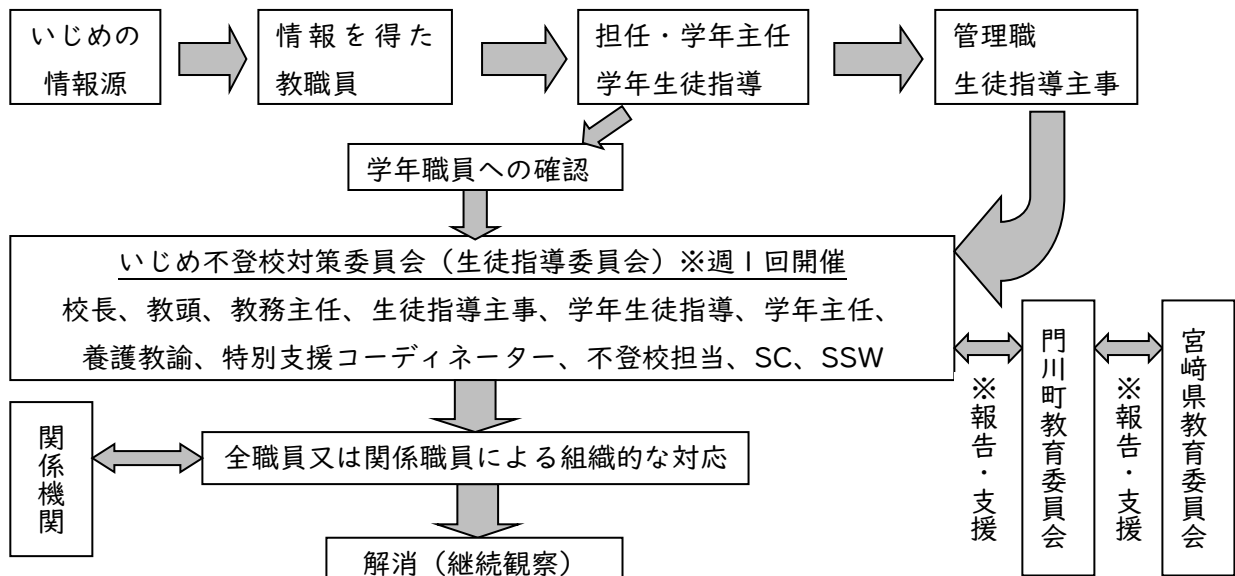 いじめの
情報源
情報を得た
教職員
担任・学年主任
学年生徒指導
管理職
生徒指導主事
学年職員への確認
いじめ不登校対策委員会（生徒指導委員会）※週１回開催
校長、教頭、教務主任、生徒指導主事、学年生徒指導、学年主任、
養護教諭、特別支援コーディネーター、不登校担当、SC、SSW
※報告・支援
門川町教育委員会
※報告・支援
宮﨑県教育委員会
関係機関
全職員又は関係職員による組織的な対応
解消（継続観察）